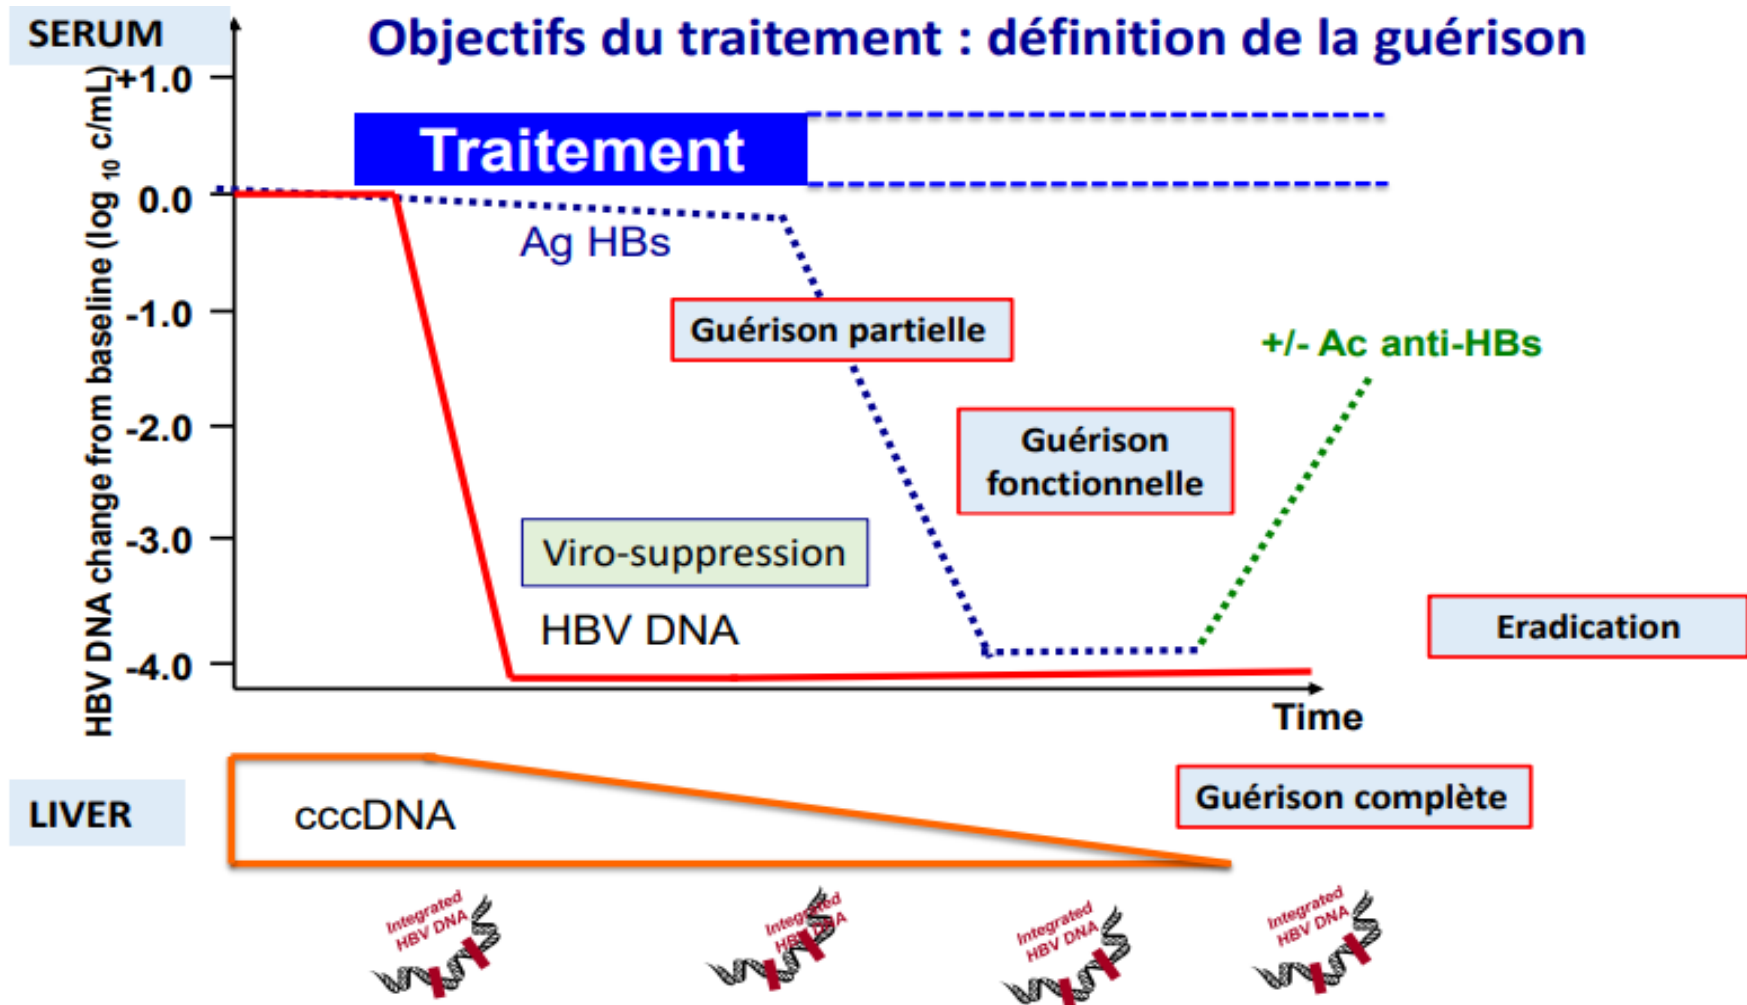 SERUM
Objectifs du traitement : définition de la guérison
HBV DNA change from baseline (log 10 c/mL)
+1.0
Traitement
0.0
Ag HBs
-1.0
Guérison partielle
+/- Ac anti-HBs
-2.0
Guérison
fonctionnelle
-3.0
Viro-suppression
HBV DNA
Eradication
-4.0
Time
LIVER
cccDNA
Guérison complète
Integrated
HBV DNA
Integrated
HBV DNA
Integrated
HBV DNA
Integrated
HBV DNA